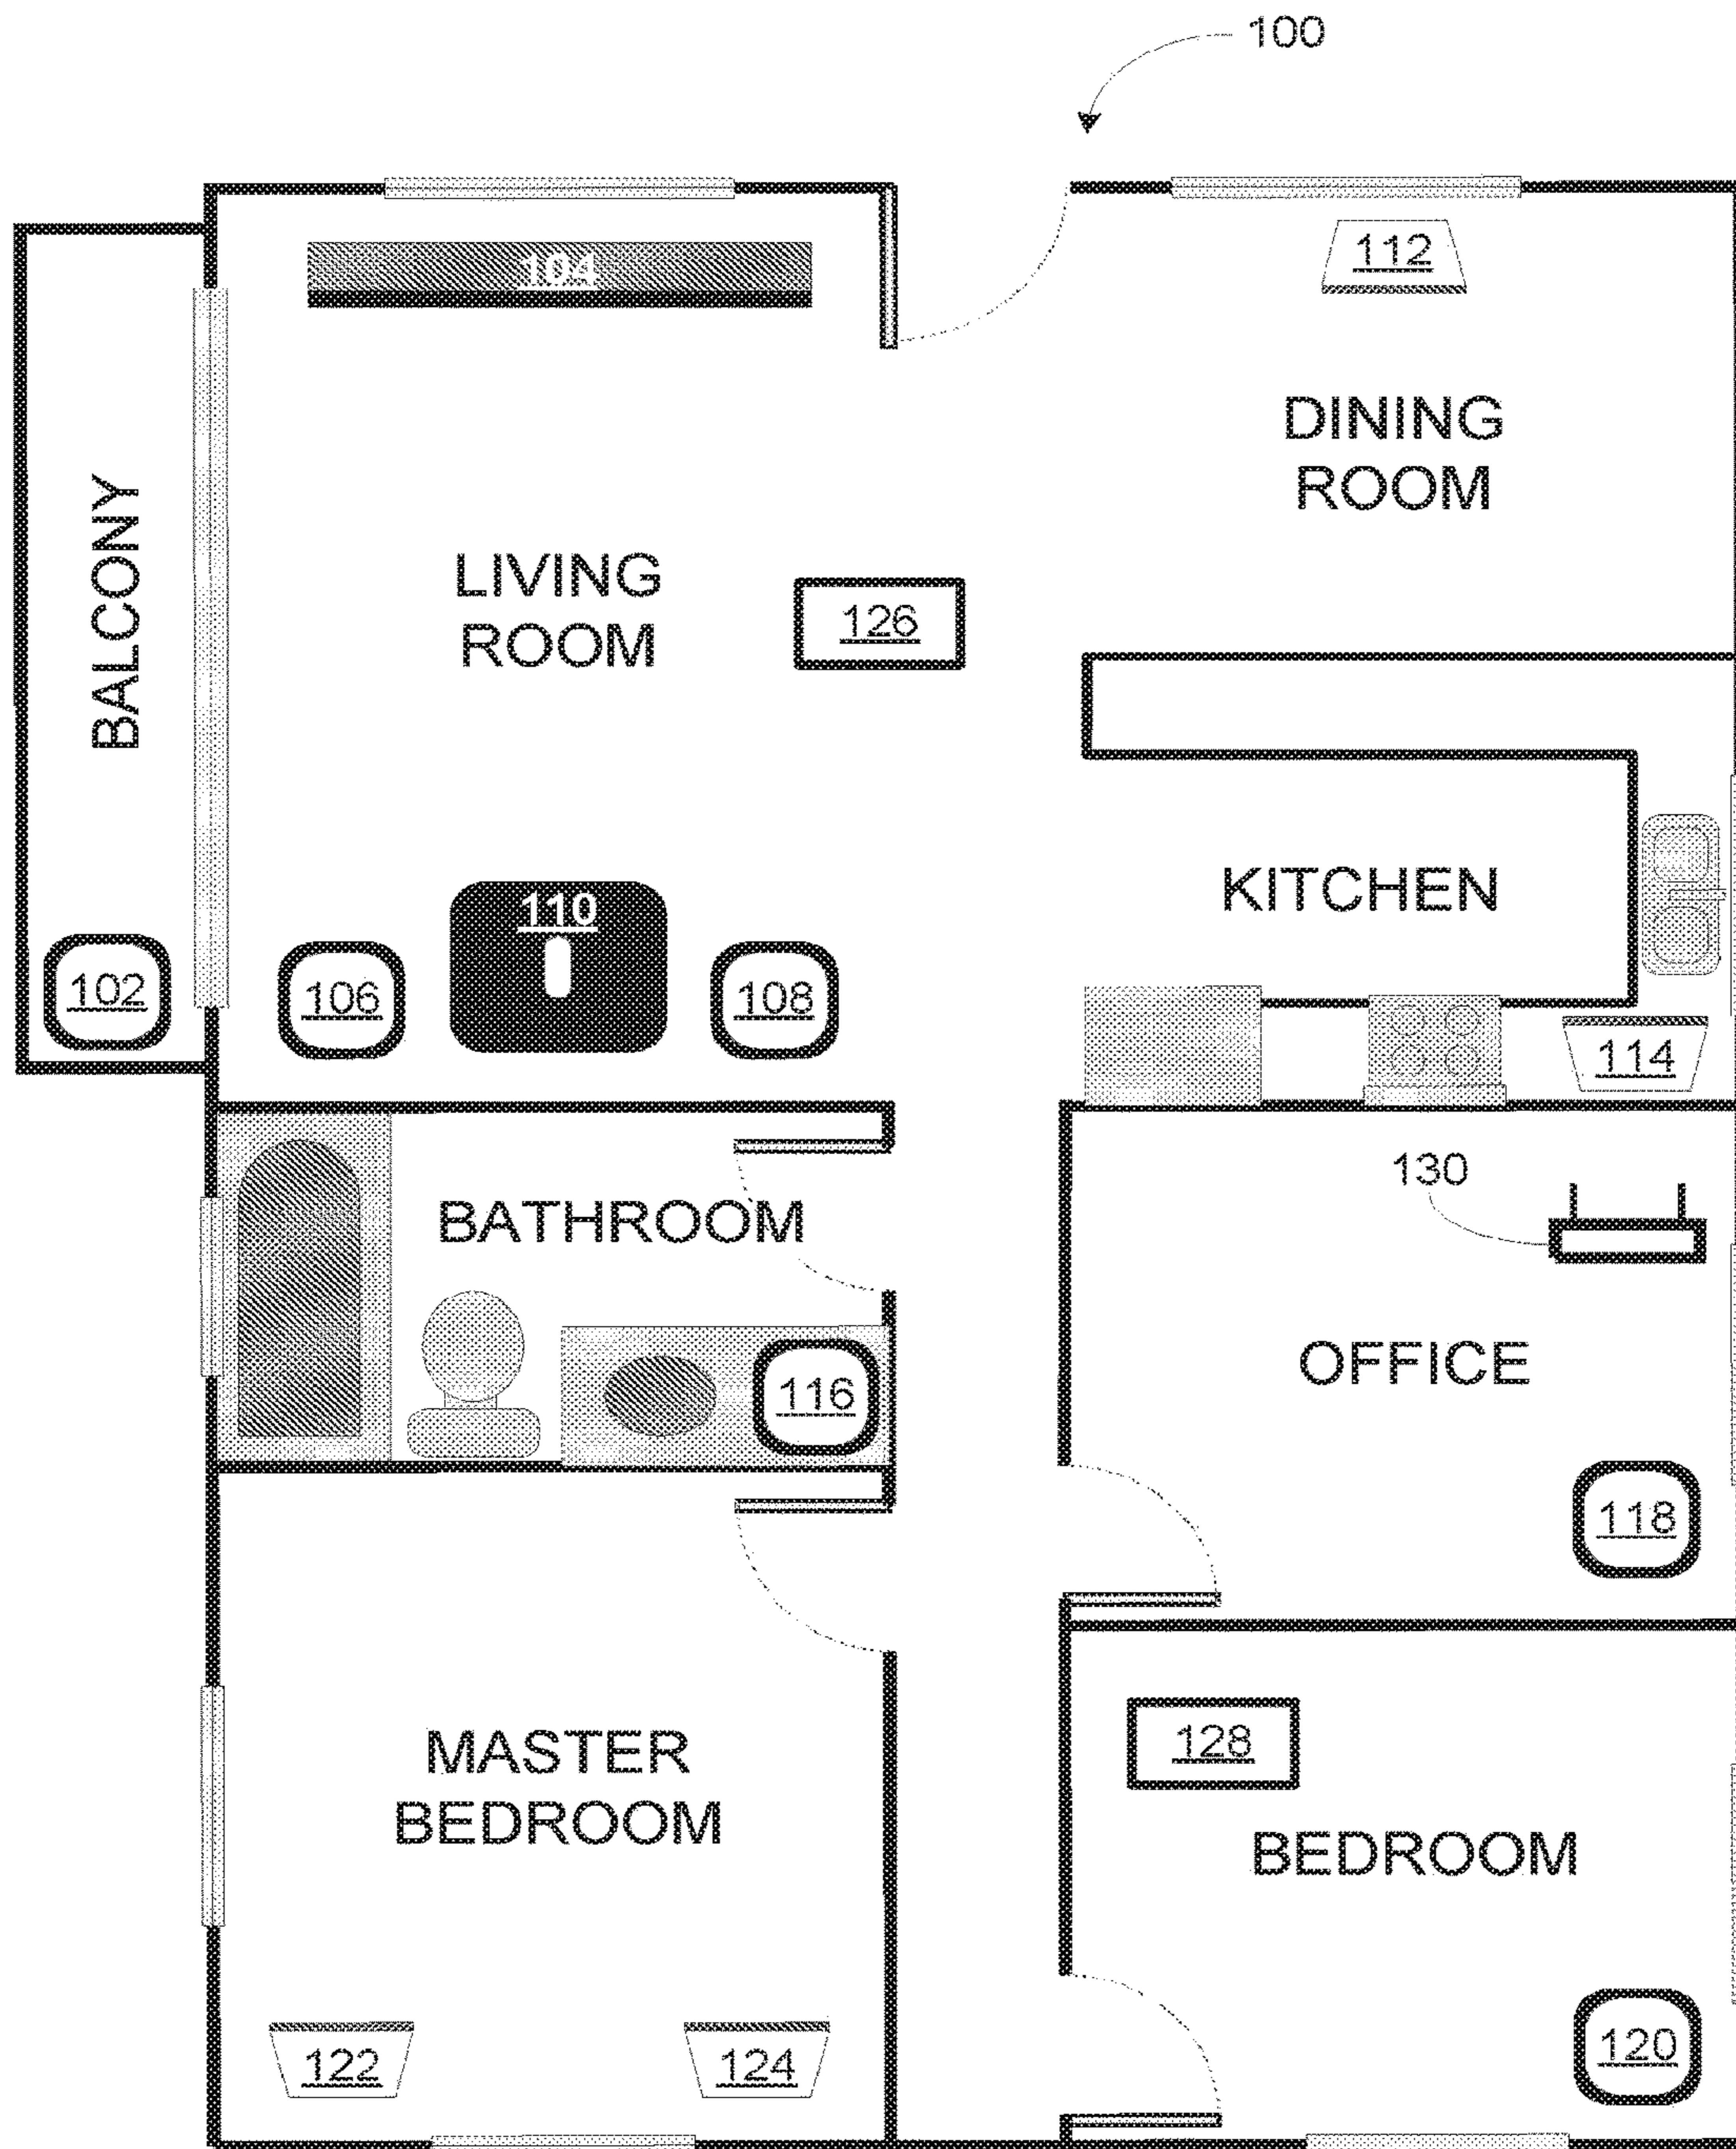 100
104
112
DINING
ROOM
BALCONY
LIVING
ROOM
126
KITCHEN
110
102
106
108
114
130
BATHROOM
OFFICE
116
118
128
MASTER
BEDROOM
BEDROOM
122
124
120